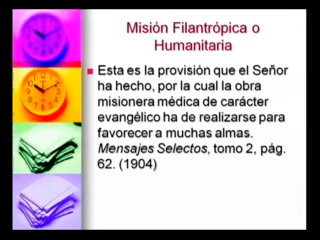 Misión Filantrópica o
Humanitaria
Esta es la provisión que el Señor
ha hecho, por la cual la obra
misionera médica de carácter
evangélico ha de realizarse para
favorecer a muchas almas.
Mensajes Selectos, tomo 2, pág.
62. (1904)